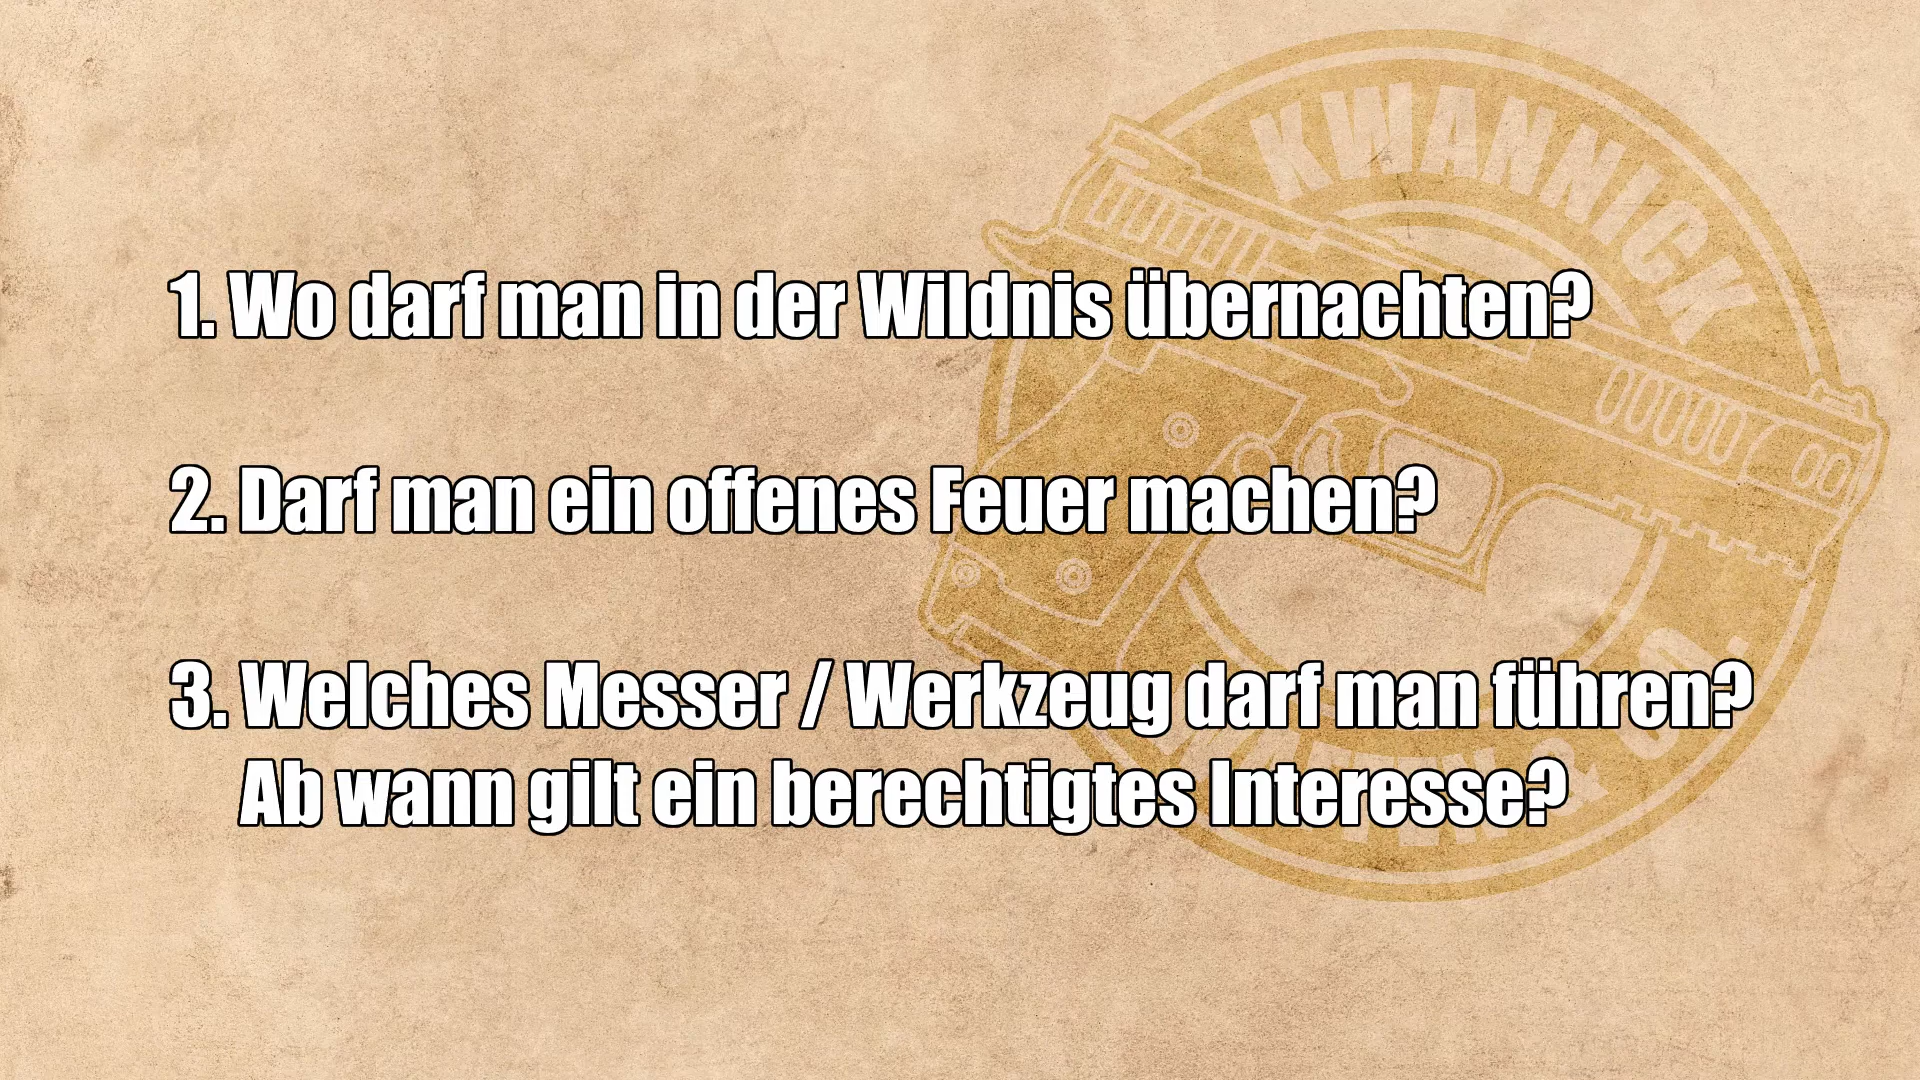 KWANNICK
1. Wo darf man in der Wildnis übernachten?
2. Darf man ein offenes Feuer machen?
3. Welches Messer / Werkzeug darf man führen?
Ab wann gilt ein berechtigtes Interesse?